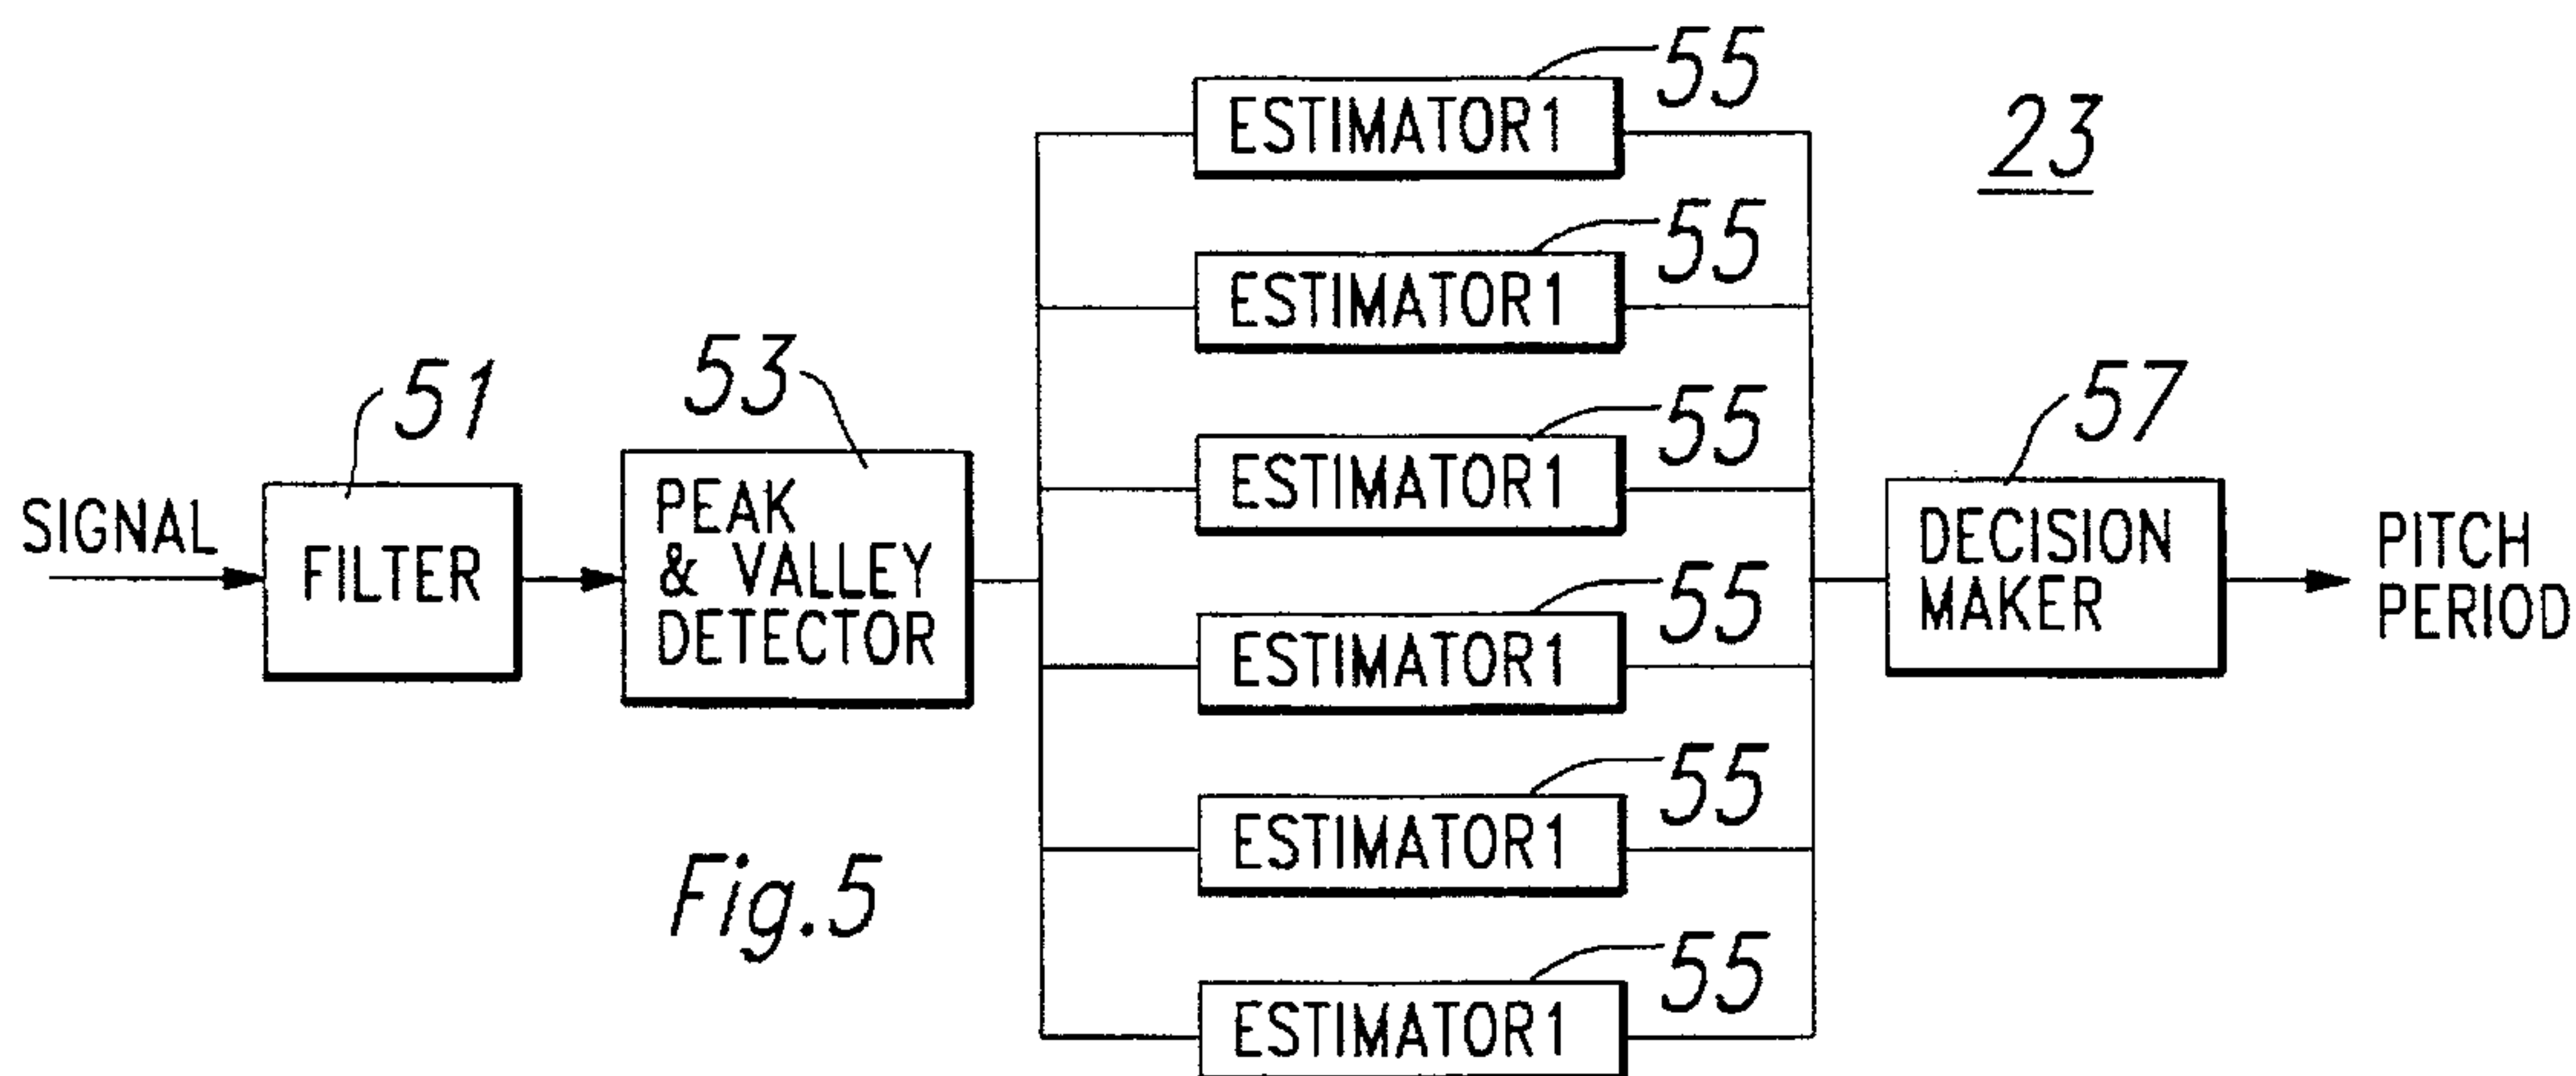 55
ESTIMATOR1
23
55
ESTIMATOR1
51
53
55
57
SIGNAL
FILTER
PEAK
& VALLEY
DETECTOR
ESTIMATOR1
DECISION
MAKER
PITCH
PERIOD
55
ESTIMATOR1
55
ESTIMATOR1
Fig.5
55
ESTIMATOR1